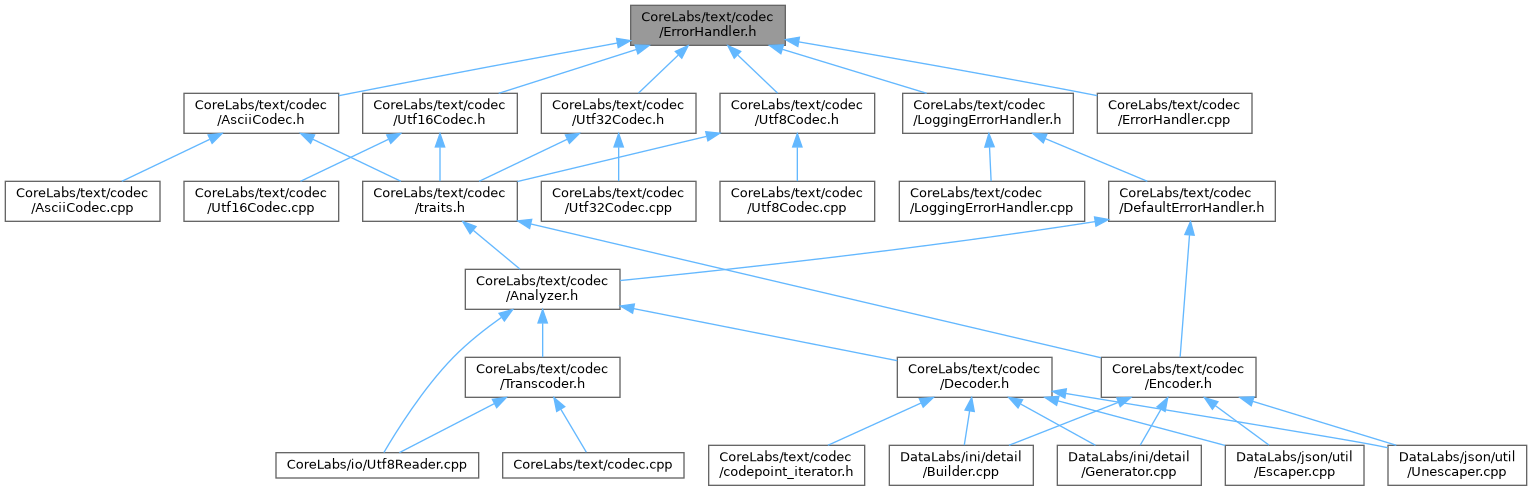 CoreLabs/text/codec
/ErrorHandler.h
CoreLabs/text/codec
/AsciiCodec.h
CoreLabs/text/codec
/Utf16Codec.h
CoreLabs/text/codec
/Utf32Codec.h
CoreLabs/text/codec
/Utf8Codec.h
CoreLabs/text/codec
/LoggingErrorHandler.h
CoreLabs/text/codec
/ErrorHandler.cpp
CoreLabs/text/codec
/AsciiCodec.cpp
CoreLabs/text/codec
/Utf16Codec.cpp
CoreLabs/text/codec
/traits.h
CoreLabs/text/codec
/Utf32Codec.cpp
CoreLabs/text/codec
/Utf8Codec.cpp
CoreLabs/text/codec
/LoggingErrorHandler.cpp
CoreLabs/text/codec
/DefaultErrorHandler.h
CoreLabs/text/codec
/Analyzer.h
CoreLabs/text/codec
/Transcoder.h
CoreLabs/text/codec
/Decoder.h
CoreLabs/text/codec
/Encoder.h
CoreLabs/io/Utf8Reader.cpp
CoreLabs/text/codec.cpp
CoreLabs/text/codec
/codepoint_iterator.h
DataLabs/ini/detail
/Builder.cpp
DataLabs/ini/detail
/Generator.cpp
DataLabs/json/util
/Escaper.cpp
DataLabs/json/util
/Unescaper.cpp